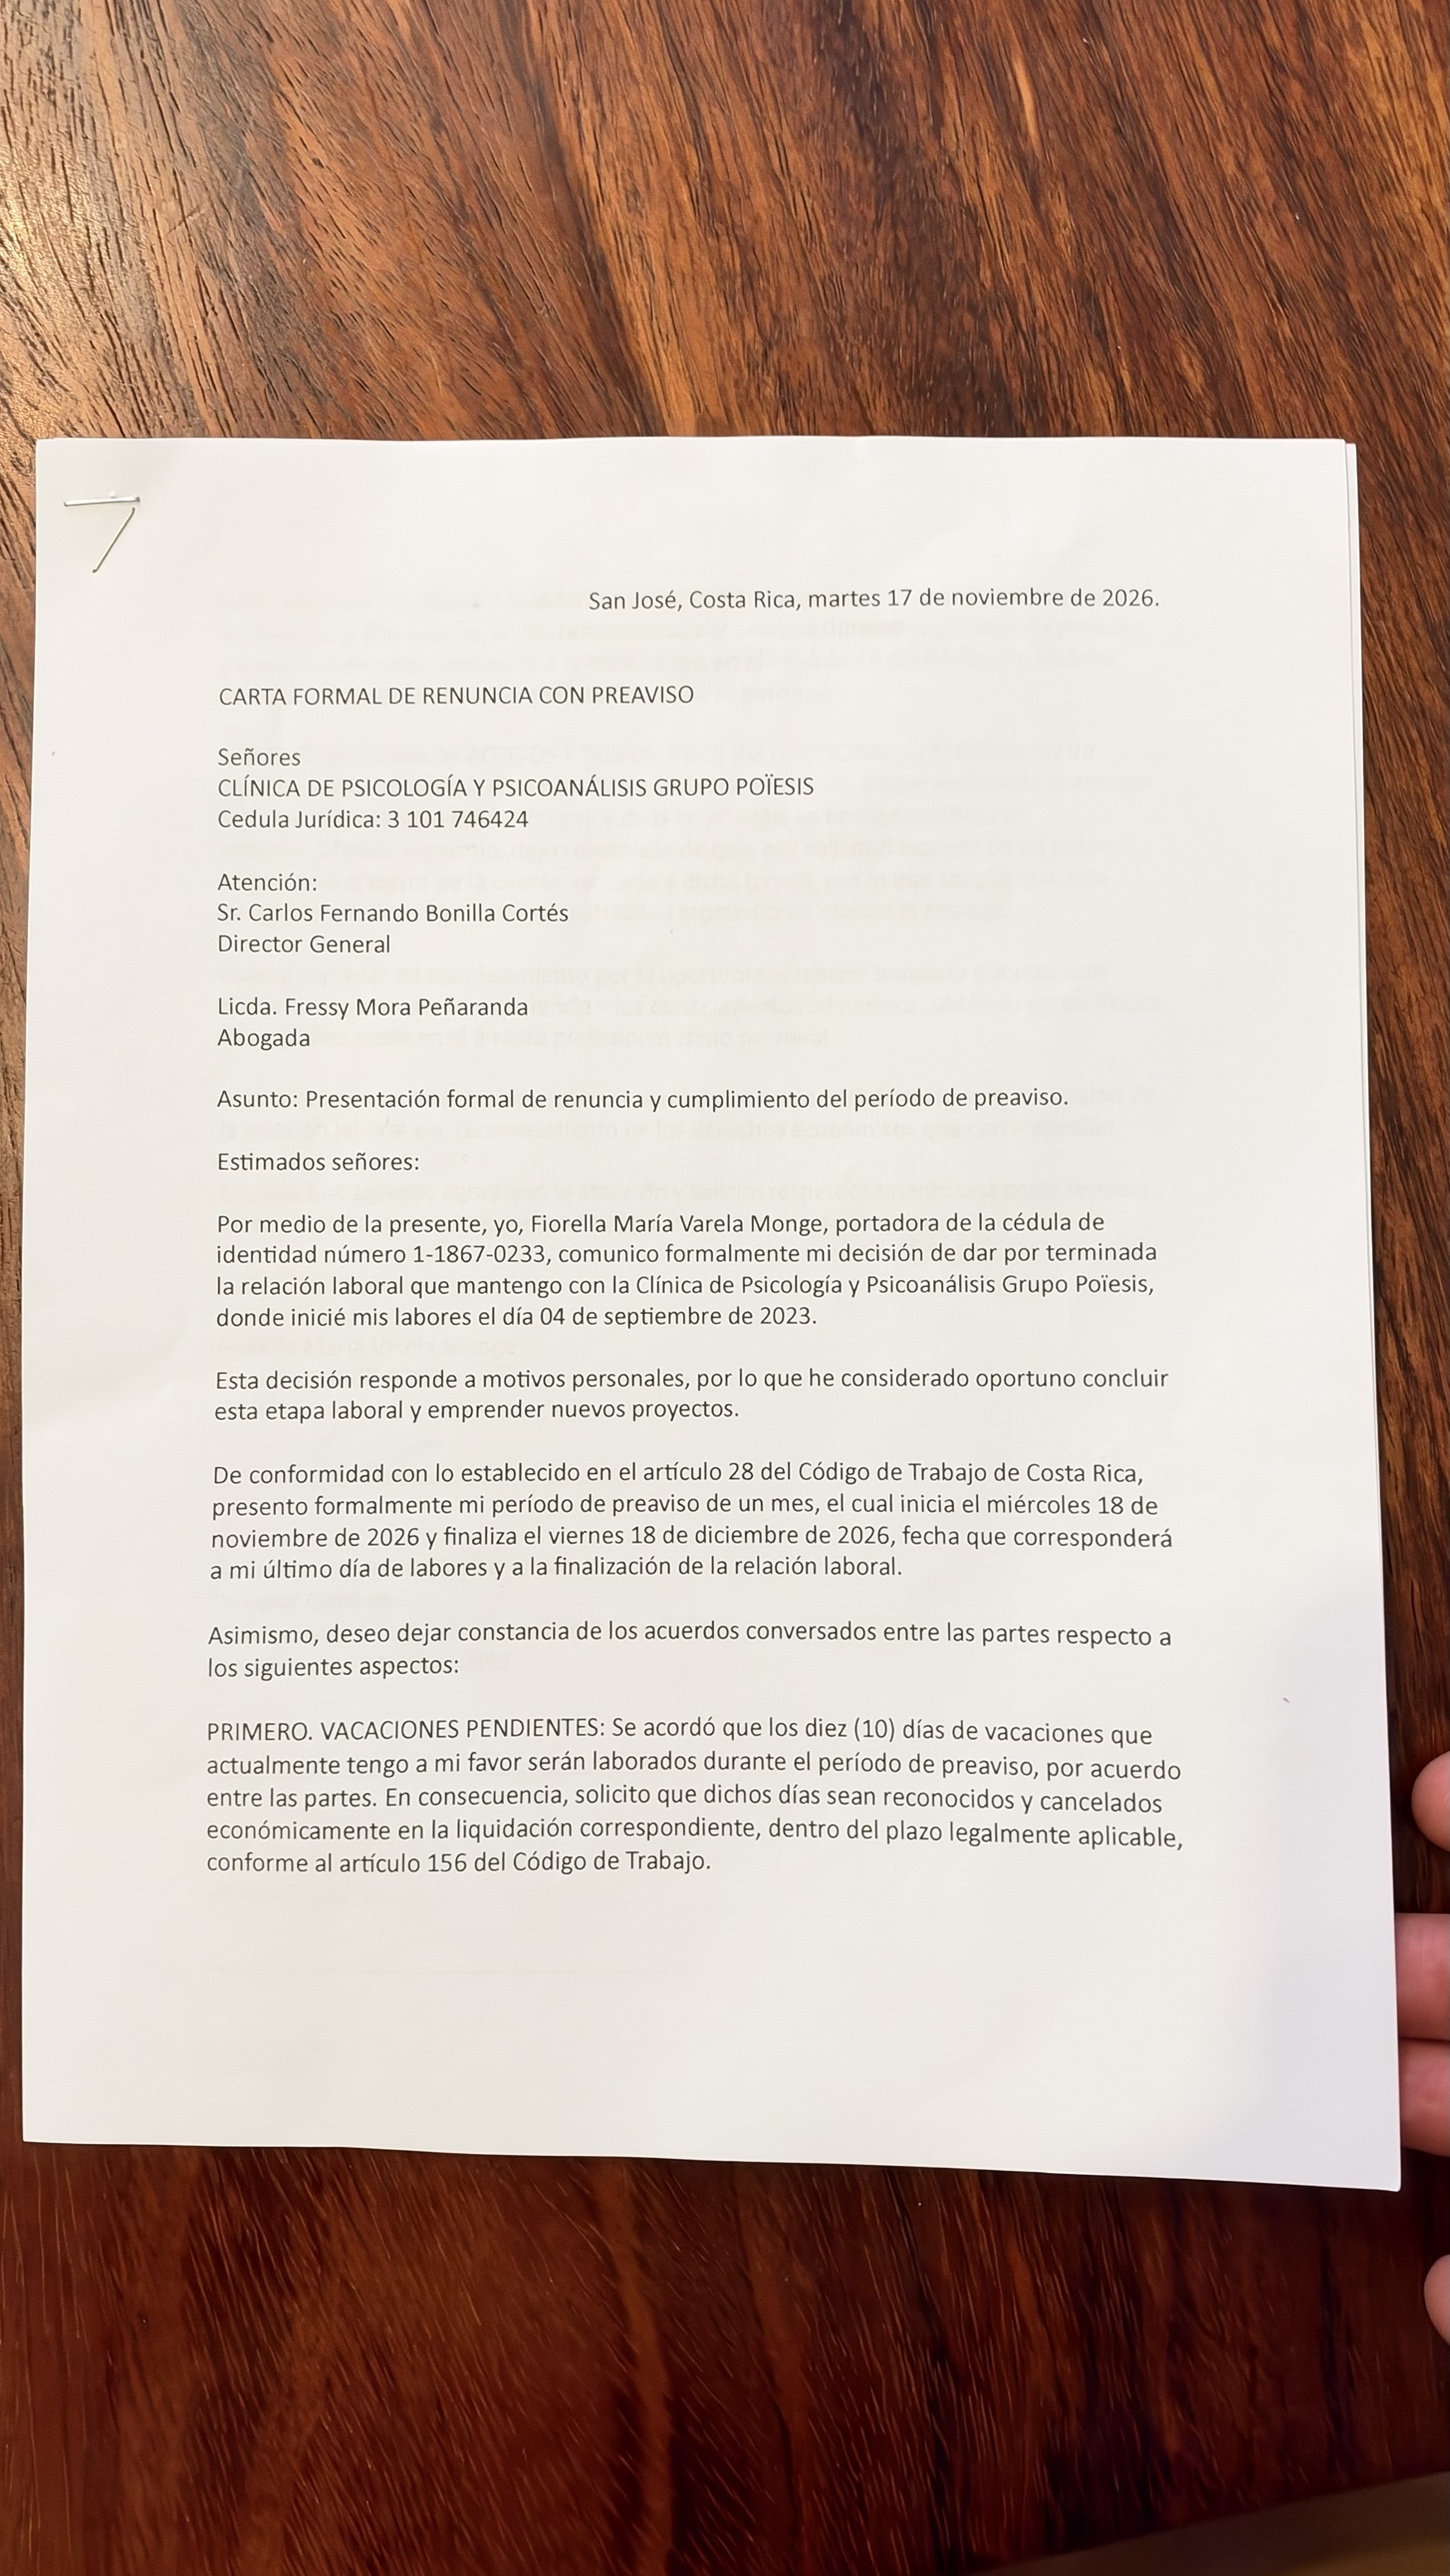 San José, Costa Rica, martes 17 de noviembre de 2026.
CARTA FORMAL DE RENUNCIA CON PREAVISO
Señores
CLÍNICA DE PSICOLOGÍA Y PSICOANÁLISIS GRUPO POÏESIS
Cedula Jurídica: 3 101 746424
Atención:
Sr. Carlos Fernando Bonilla Cortés
Director General
Licda. Fressy Mora Peñaranda
Abogada
Asunto: Presentación formal de renuncia y cumplimiento del período de preaviso.
Estimados señores:
Por medio de la presente, yo, Fiorella María Varela Monge, portadora de la cédula de
identidad número 1-1867-0233, comunico formalmente mi decisión de dar por terminada
la relación laboral que mantengo con la Clínica de Psicología y Psicoanálisis Grupo Poïesis,
donde inicié mis labores el día 04 de septiembre de 2023.
Esta decisión responde a motivos personales, por lo que he considerado oportuno concluir
esta etapa laboral y emprender nuevos proyectos.
De conformidad con lo establecido en el artículo 28 del Código de Trabajo de Costa Rica,
presento formalmente mi período de preaviso de un mes, el cual inicia el miércoles 18 de
noviembre de 2026 y finaliza el viernes 18 de diciembre de 2026, fecha que corresponderá
a mi último día de labores y a la finalización de la relación laboral.
Asimismo, deseo dejar constancia de los acuerdos conversados entre las partes respecto a
los siguientes aspectos:
PRIMERO. VACACIONES PENDIENTES: Se acordó que los diez (10) días de vacaciones que
actualmente tengo a mi favor serán laborados durante el período de preaviso, por acuerdo
entre las partes. En consecuencia, solicito que dichos días sean reconocidos y cancelados
económicamente en la liquidación correspondiente, dentro del plazo legalmente aplicable,
conforme al artículo 156 del Código de Trabajo.